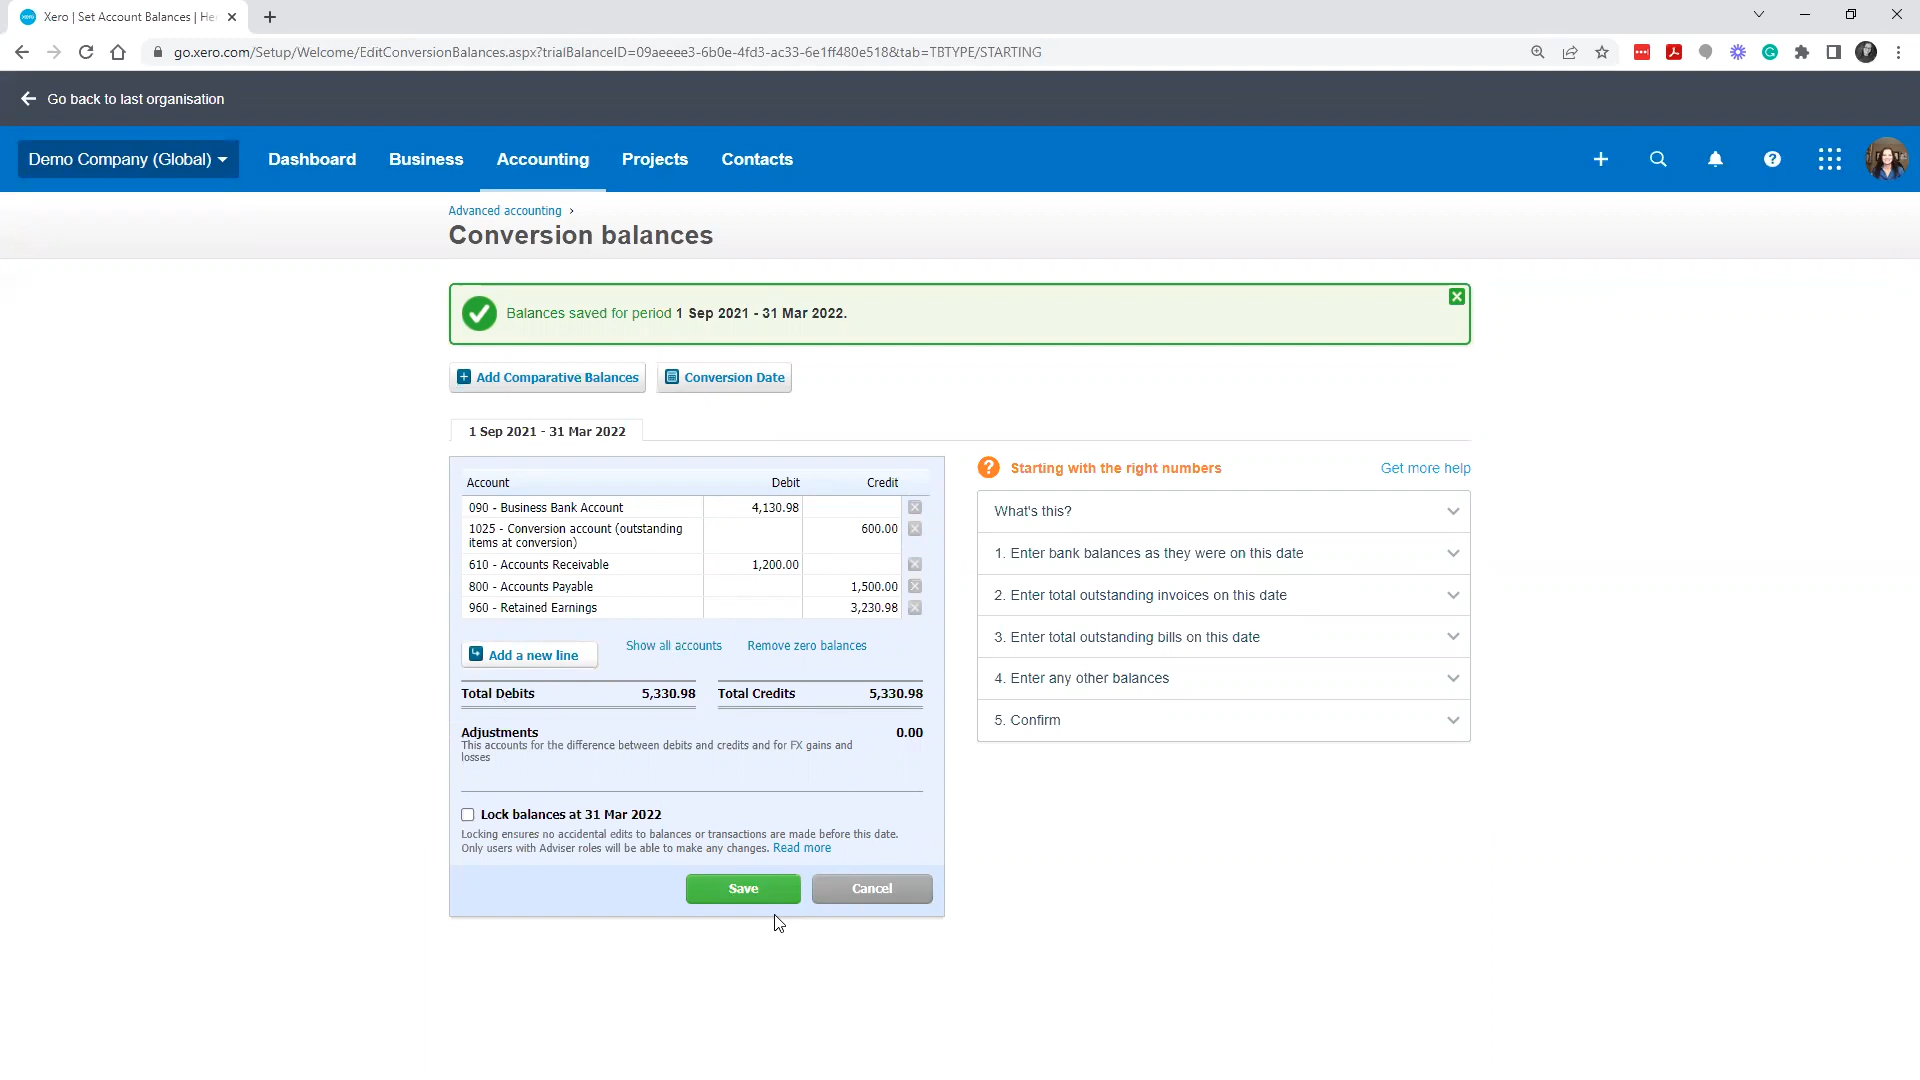 Xero | Set Account Balances | He
go.xero.com/Setup/Welcome/EditConversionBalances.aspx?trialBalanceID=09aeeee3-6b0e-4fd3-ac33-6e1ff480e518&tab=TBTYPE/STARTING
Go back to last organisation
Demo Company (Global) Dashboard Business Accounting Projects Contacts
Advanced accounting ›
Conversion balances
Balances saved for period 1 Sep 2021 - 31 Mar 2022.
Add Comparative Balances Conversion Date
1 Sep 2021 - 31 Mar 2022
Account Debit Credit
090 - Business Bank Account 4,130.98
1025 - Conversion account (outstanding 600.00
items at conversion)
610 - Accounts Receivable 1,200.00
800 - Accounts Payable 1,500.00
960 - Retained Earnings 3,230.98
Add a new line Show all accounts Remove zero balances
Total Debits 5,330.98 Total Credits 5,330.98
Adjustments 0.00
This accounts for the difference between debits and credits and for FX gains and
losses
Lock balances at 31 Mar 2022
Locking ensures no accidental edits to balances or transactions are made before this date.
Only users with Adviser roles will be able to make any changes. Read more
Save Cancel
Starting with the right numbers Get more help
What's this?
1. Enter bank balances as they were on this date
2. Enter total outstanding invoices on this date
3. Enter total outstanding bills on this date
4. Enter any other balances
5. Confirm